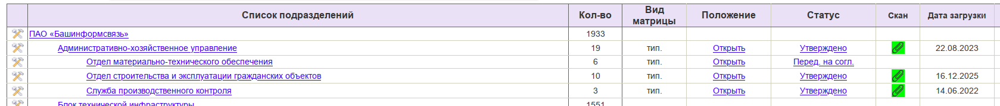 Список подразделений Кол-во Вид матрицы Положение Статус Скан Дата загрузки
ПАО «Башинформсвязь» 1933
Административно-хозяйственное управление 19 тип. Открыть Утверждено 22.08.2023
Отдел материально-технического обеспечения 6 тип. Открыть Перед. на согл.
Отдел строительства и эксплуатации гражданских объектов 10 тип. Открыть Утверждено 16.12.2025
Служба производственного контроля 3 тип. Открыть Утверждено 14.06.2022
Блок технической инфраструктуры 1551